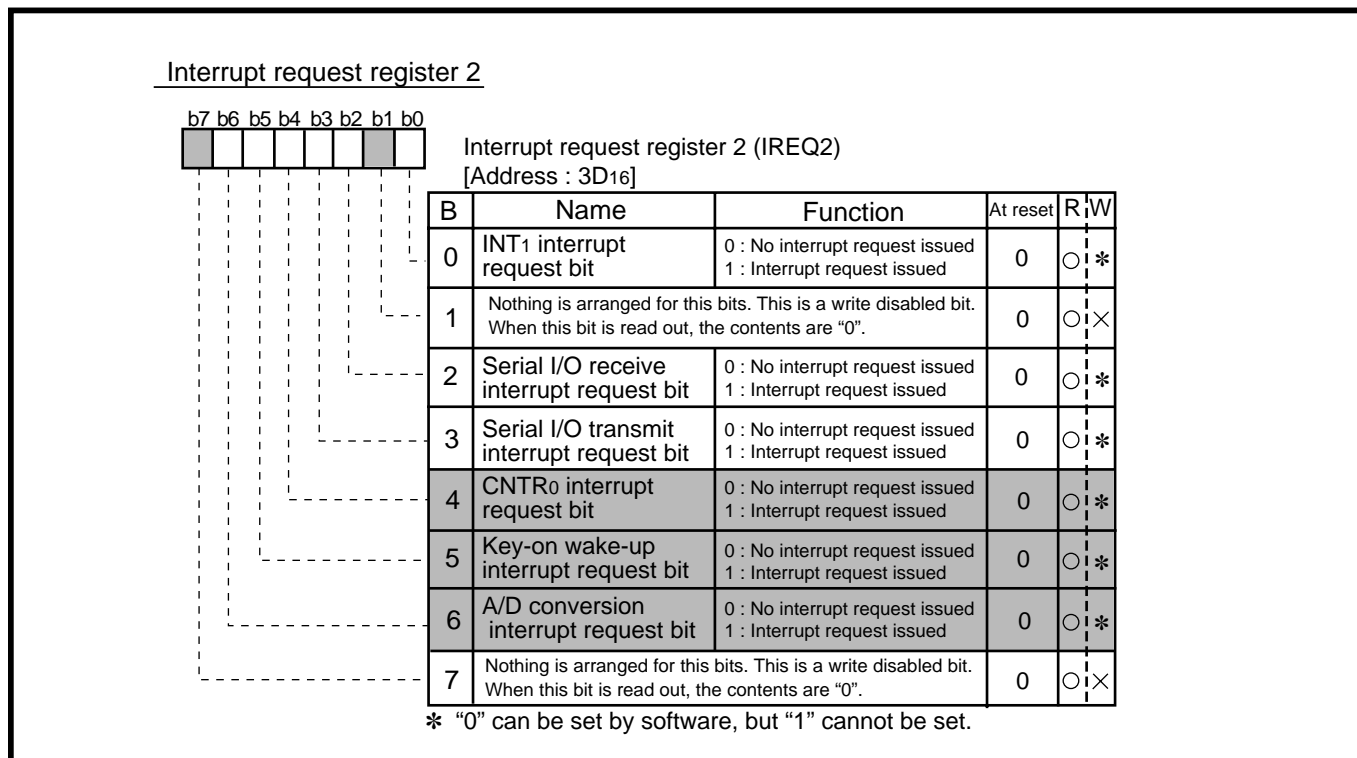 Interrupt request register 2
b7 b6 b5 b4 b3 b2 b1 b0
Interrupt request register 2 (IREQ2)
[Address : 3D16]
B Name Function At reset R W
0 INT1 interrupt request bit 0 : No interrupt request issued 0 ○ ✻
1 : Interrupt request issued
1 Nothing is arranged for this bits. This is a write disabled bit. 0 ○ ×
When this bit is read out, the contents are “0”.
2 Serial I/O receive interrupt request bit 0 : No interrupt request issued 0 ○ ✻
1 : Interrupt request issued
3 Serial I/O transmit interrupt request bit 0 : No interrupt request issued 0 ○ ✻
1 : Interrupt request issued
4 CNTR0 interrupt request bit 0 : No interrupt request issued 0 ○ ✻
1 : Interrupt request issued
5 Key-on wake-up interrupt request bit 0 : No interrupt request issued 0 ○ ✻
1 : Interrupt request issued
6 A/D conversion interrupt request bit 0 : No interrupt request issued 0 ○ ✻
1 : Interrupt request issued
7 Nothing is arranged for this bits. This is a write disabled bit. 0 ○ ×
When this bit is read out, the contents are “0”.
✻ “0” can be set by software, but “1” cannot be set.